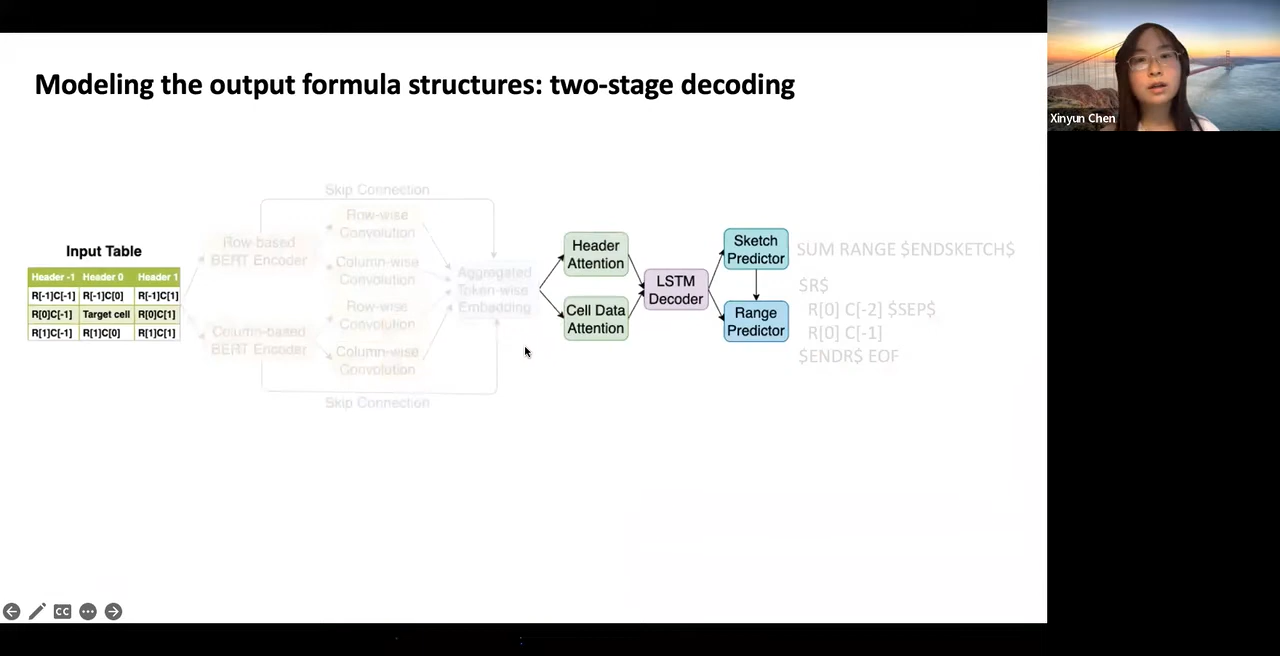 Modeling the output formula structures: two-stage decoding
Xinyun Chen
Skip Connection
Row-based
BERT Encoder
Row-wise
Convolution
Column-wise
Convolution
Row-wise
Convolution
Column-wise
Convolution
Column-based
BERT Encoder
Aggregated
Token-wise
Embedding
Skip Connection
Input Table
Header -1 Header 0 Header 1
R[-1]C[-1] R[-1]C[0] R[-1]C[1]
R[0]C[-1] Target cell R[0]C[1]
R[1]C[-1] R[1]C[0] R[1]C[1]
Header
Attention
Cell Data
Attention
LSTM
Decoder
Sketch
Predictor
Range
Predictor
SUM RANGE $ENDSKETCH$
$R$
R[0] C[-2] $SEP$
R[0] C[-1]
$ENDR$ EOF
CC